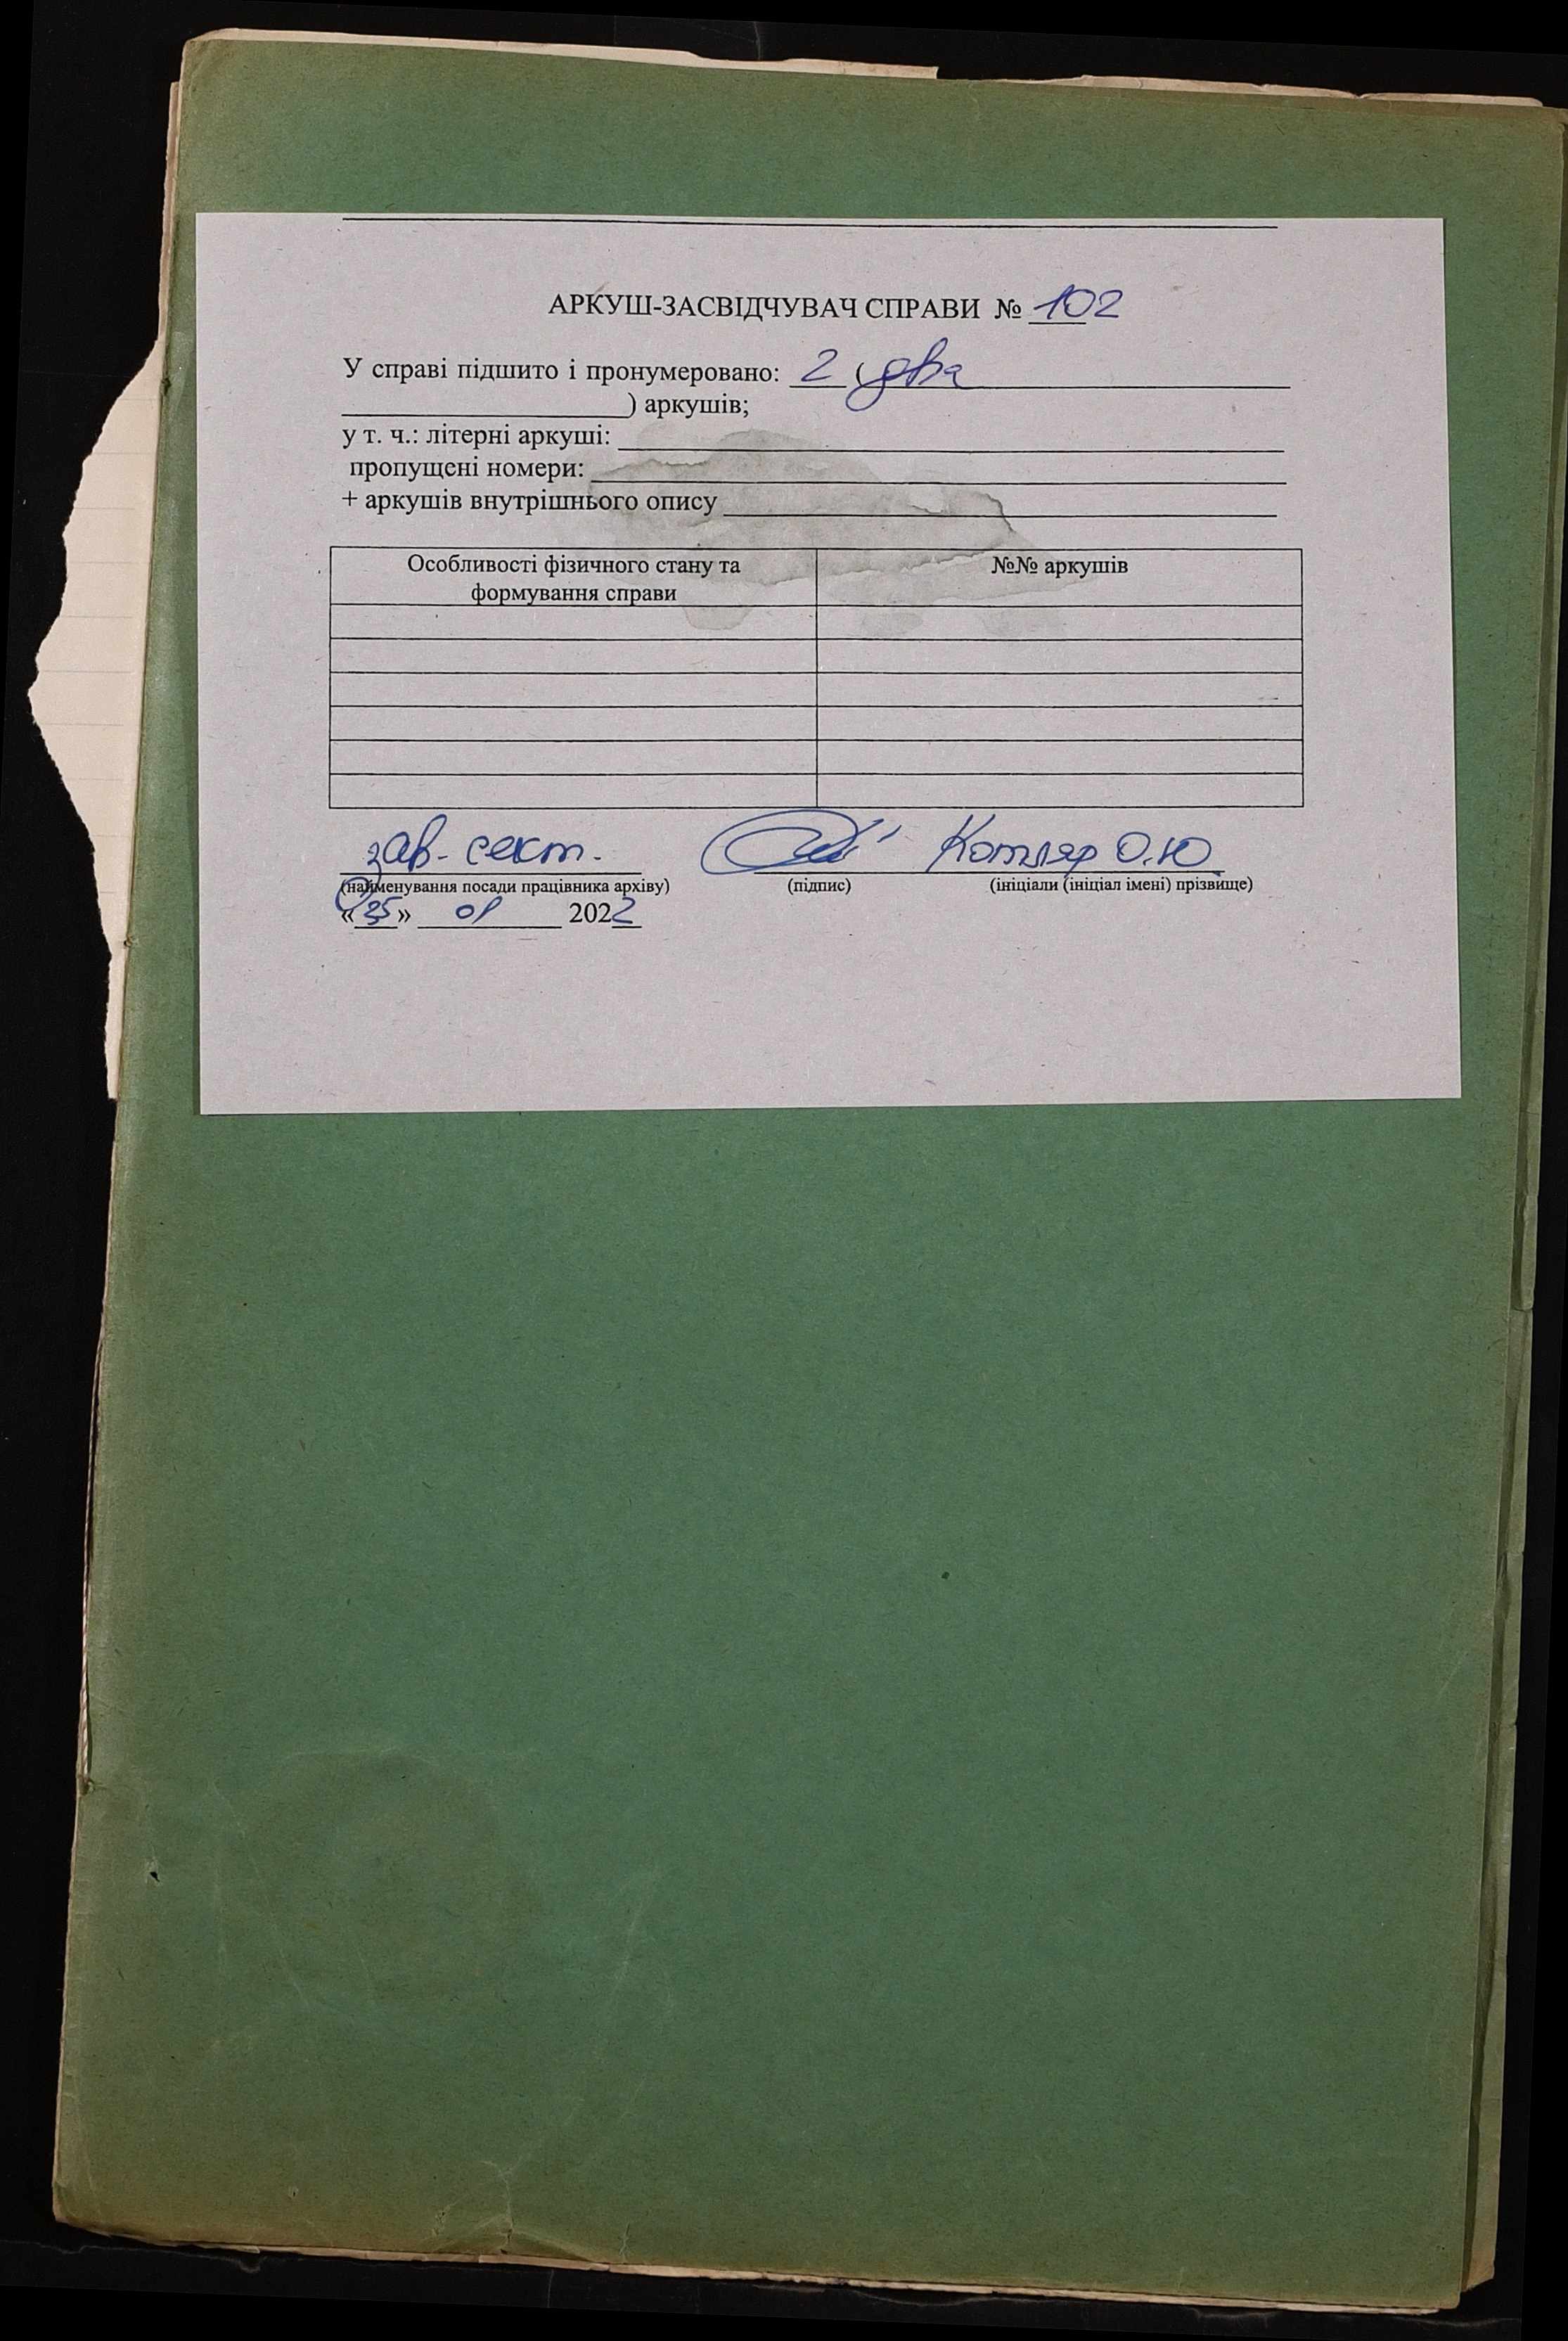 АРКУШ-ЗАСВІДЧУВАЧ СПРАВИ № 102
У справі підшито і пронумеровано: 2 (два
) аркушів;
у т. ч.: літерні аркуші:
пропущені номери:
+ аркушів внутрішнього опису
Особливості фізичного стану та формування справи №№ аркушів
зав. сект. Котляр О.Ю
(найменування посади працівника архіву) (підпис) (ініціали (ініціал імені) прізвище)
«25» 01 2022